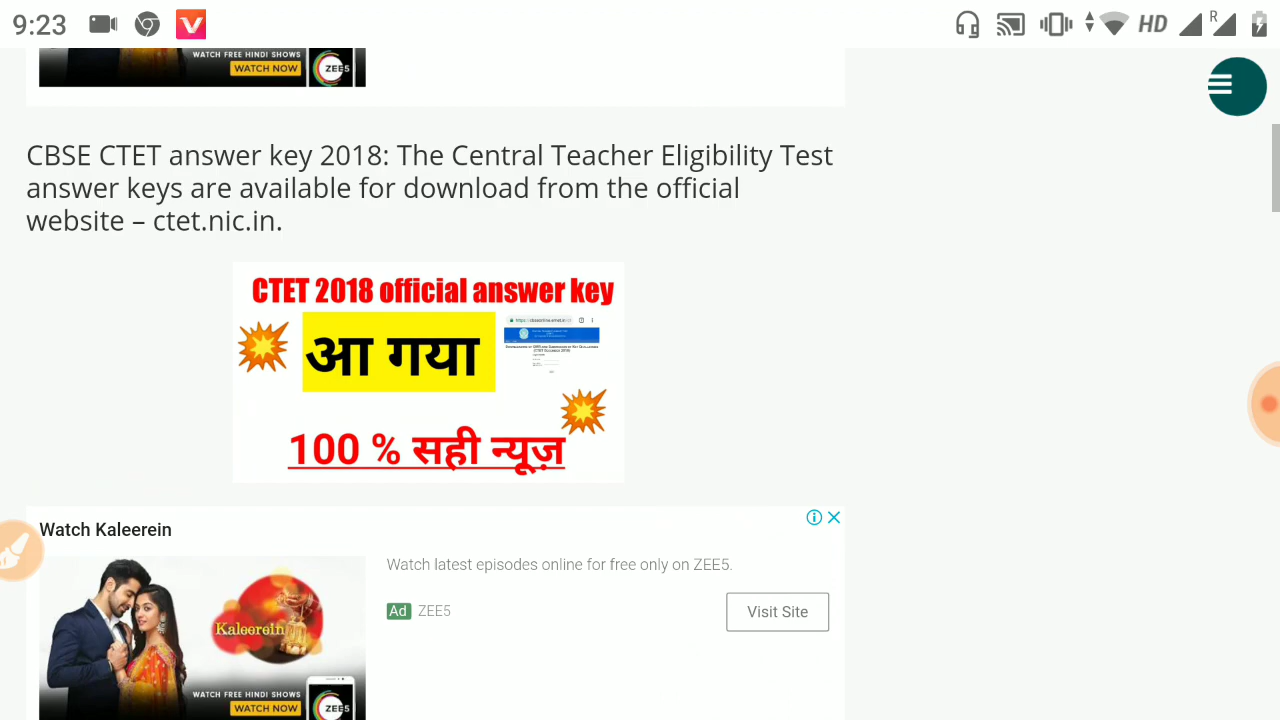 9:23
HD
R
WATCH FREE HINDI SHOWS
WATCH NOW
ZEE5
CBSE CTET answer key 2018: The Central Teacher Eligibility Test
answer keys are available for download from the official
website – ctet.nic.in.
CTET 2018 official answer key
आ गया
100 % सही न्यूज़
Watch Kaleerein
Watch latest episodes online for free only on ZEE5.
Ad ZEE5
Visit Site
Kaleerein
WATCH FREE HINDI SHOWS
WATCH NOW
ZEE5